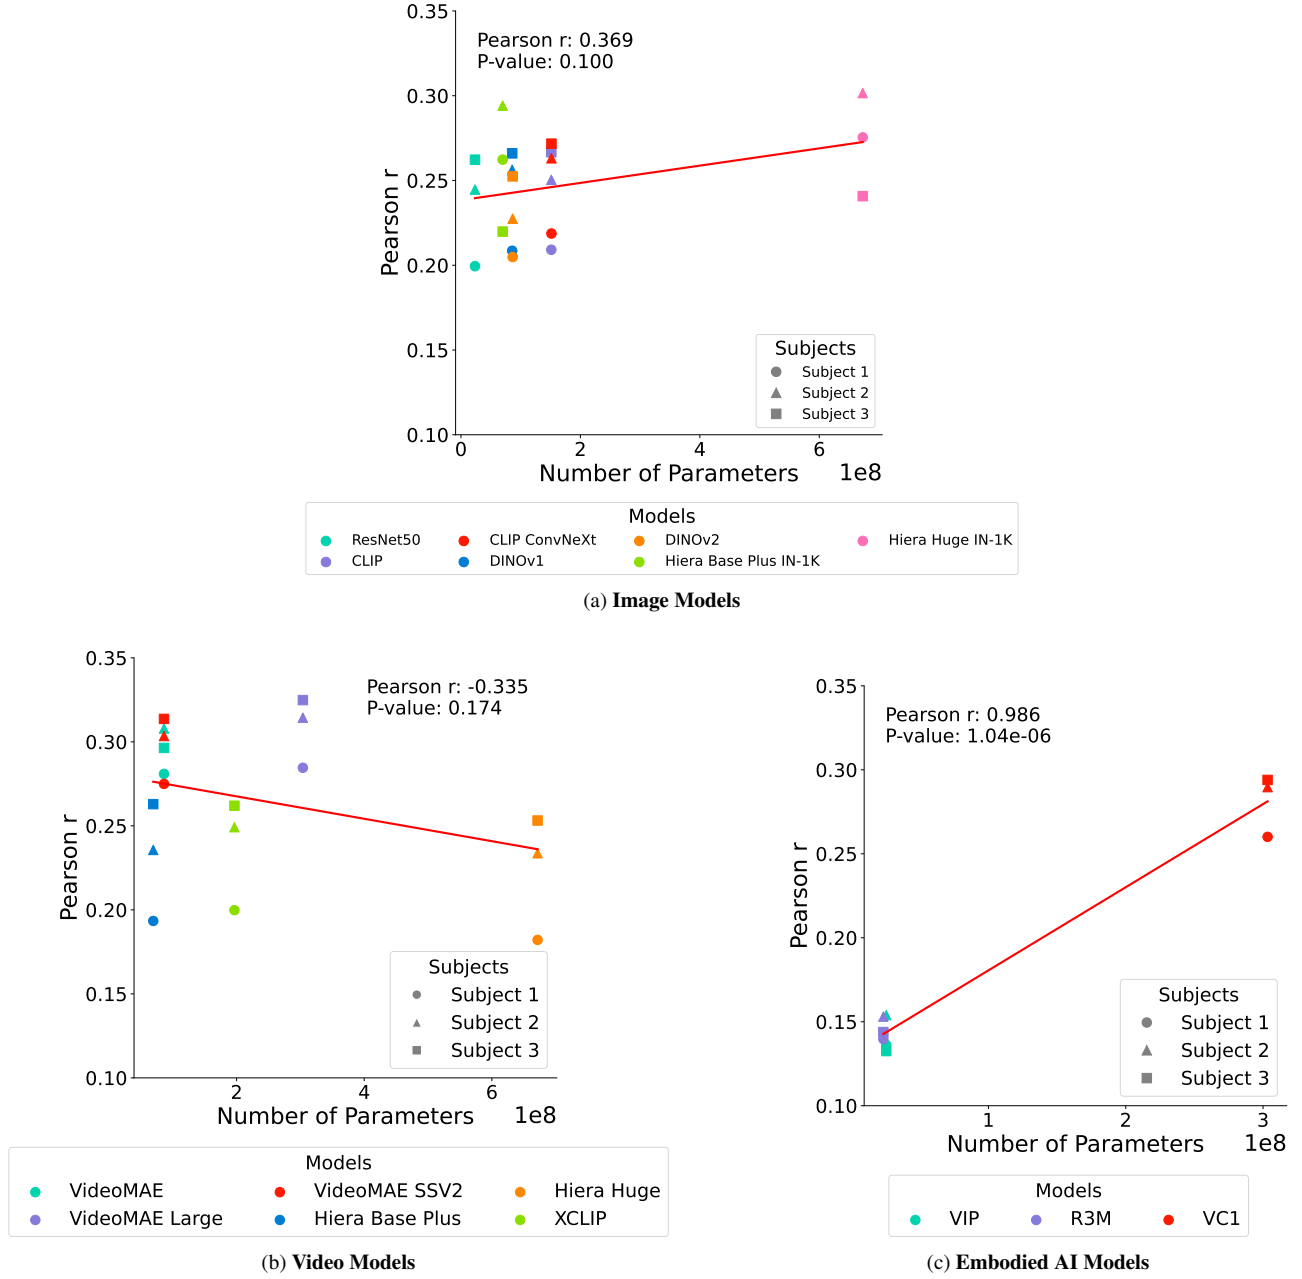 0.35
Pearson r: 0.369
P-value: 0.100
0.30
0.25
0.20
0.15
0.10
Pearson r
Subjects
Subject 1
Subject 2
Subject 3
0 2 4 6
Number of Parameters 1e8
Models
ResNet50 CLIP ConvNeXt DINOv2 Hiera Huge IN-1K
CLIP DINOv1 Hiera Base Plus IN-1K
(a) Image Models
0.35
Pearson r: -0.335
P-value: 0.174
0.30
0.25
0.20
0.15
0.10
Pearson r
Subjects
Subject 1
Subject 2
Subject 3
2 4 6
Number of Parameters 1e8
Models
VideoMAE VideoMAE SSV2 Hiera Huge
VideoMAE Large Hiera Base Plus XCLIP
(b) Video Models
0.35
Pearson r: 0.986
P-value: 1.04e-06
0.30
0.25
0.20
0.15
0.10
Pearson r
Subjects
Subject 1
Subject 2
Subject 3
1 2 3
Number of Parameters 1e8
Models
VIP R3M VC1
(c) Embodied AI Models